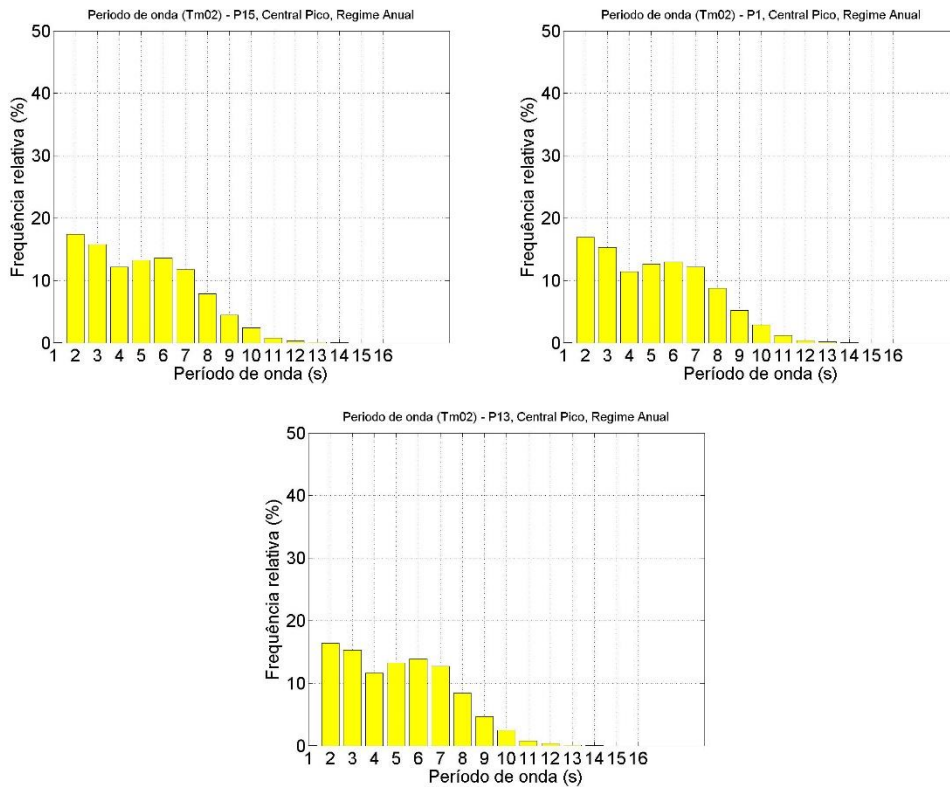 Periodo de onda (Tm02) - P15, Central Pico, Regime Anual
50
40
30
20
10
0
Frequência relativa (%)
1 2 3 4 5 6 7 8 9 10 11 12 13 14 15 16
Período de onda (s)
Periodo de onda (Tm02) - P1, Central Pico, Regime Anual
50
40
30
20
10
0
Frequência relativa (%)
1 2 3 4 5 6 7 8 9 10 11 12 13 14 15 16
Período de onda (s)
Periodo de onda (Tm02) - P13, Central Pico, Regime Anual
50
40
30
20
10
0
Frequência relativa (%)
1 2 3 4 5 6 7 8 9 10 11 12 13 14 15 16
Período de onda (s)